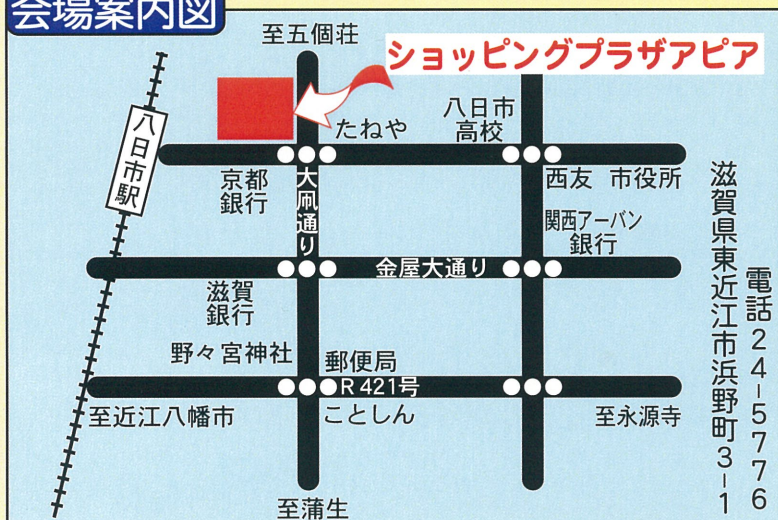 会場案内図
至五個荘
ショッピングプラザアピア
たねや
八日市
高校
八日市駅
京都
銀行
大凧通り
西友 市役所
関西アーバン
銀行
金屋大通り
滋賀
銀行
野々宮神社
郵便局
R421号
至近江八幡市
ことしん
至永源寺
至蒲生
電話24-5776
滋賀県東近江市浜野町3-1